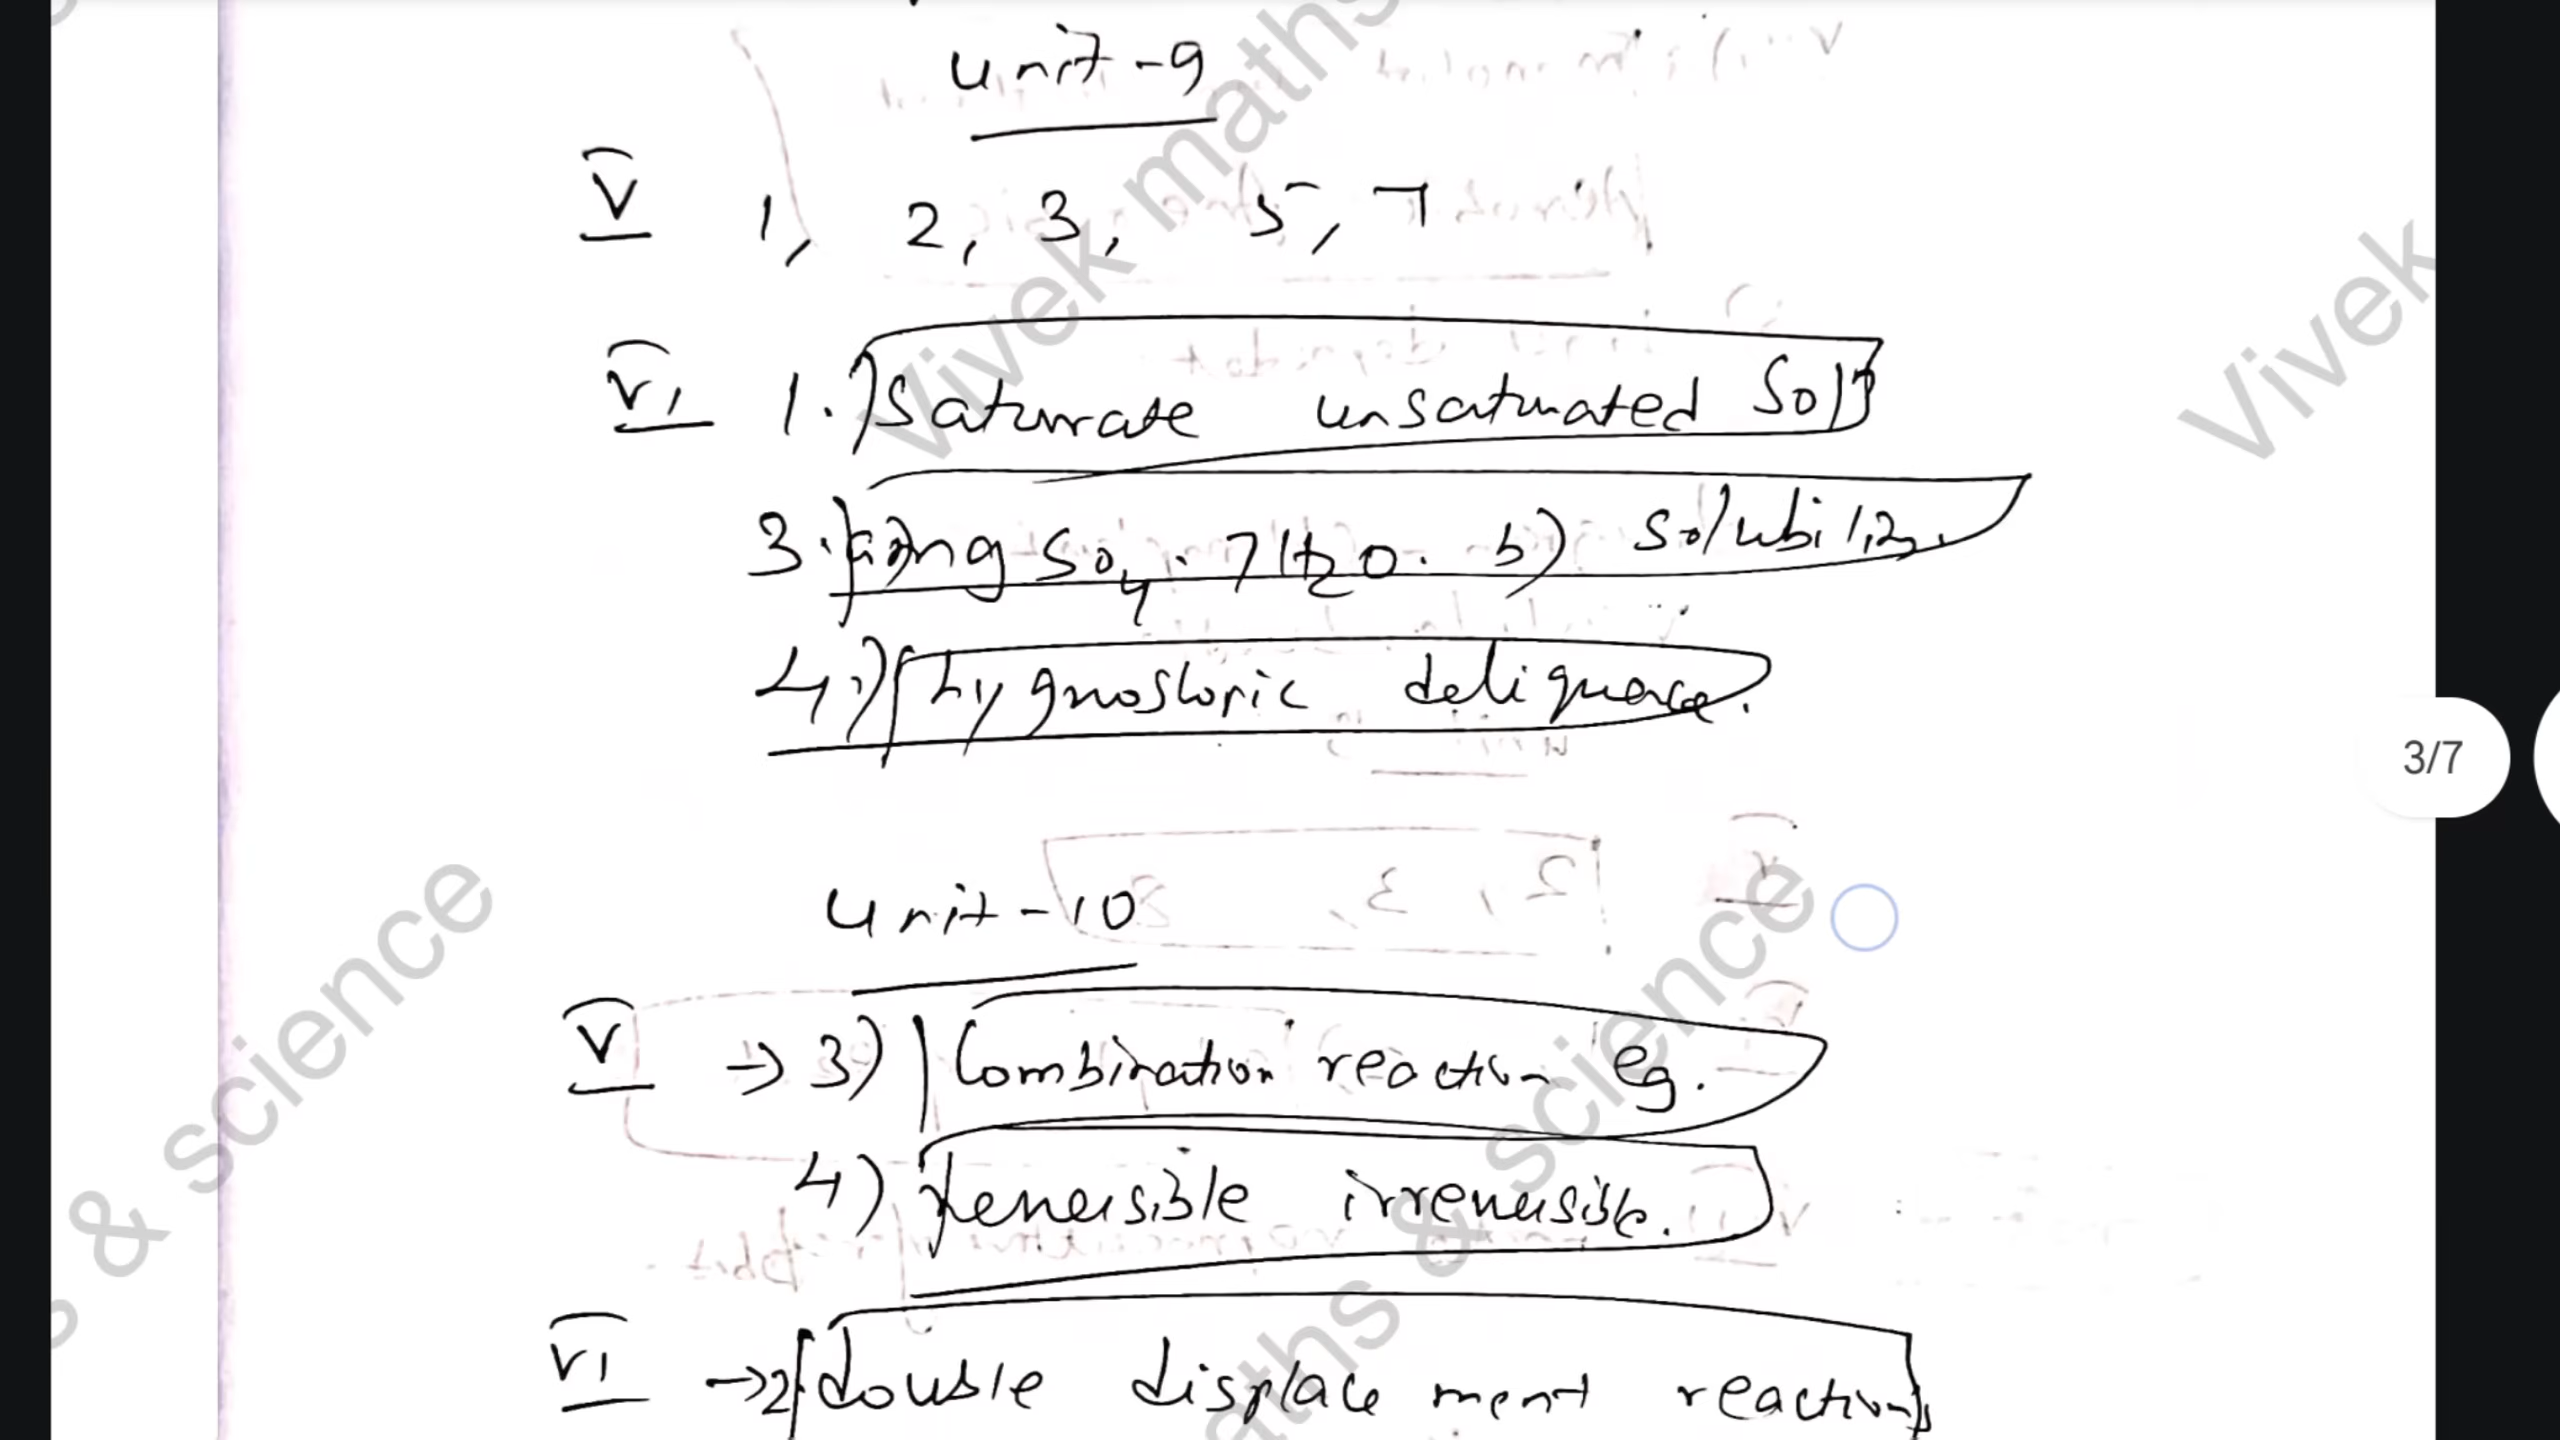 unit-9
V 1, 2, 3, 5, 7
VI 1. Saturate unsaturated Soln
3. a) mg So4. 7H2O. b) Solubility.
4) hygroscopic deliquence.
Unit-10
V → 3) Combination reaction eg.
4) Reversible irreversible.
VI → 2 double displacement reaction
Vivek maths & science
Vivek
& science
3/7